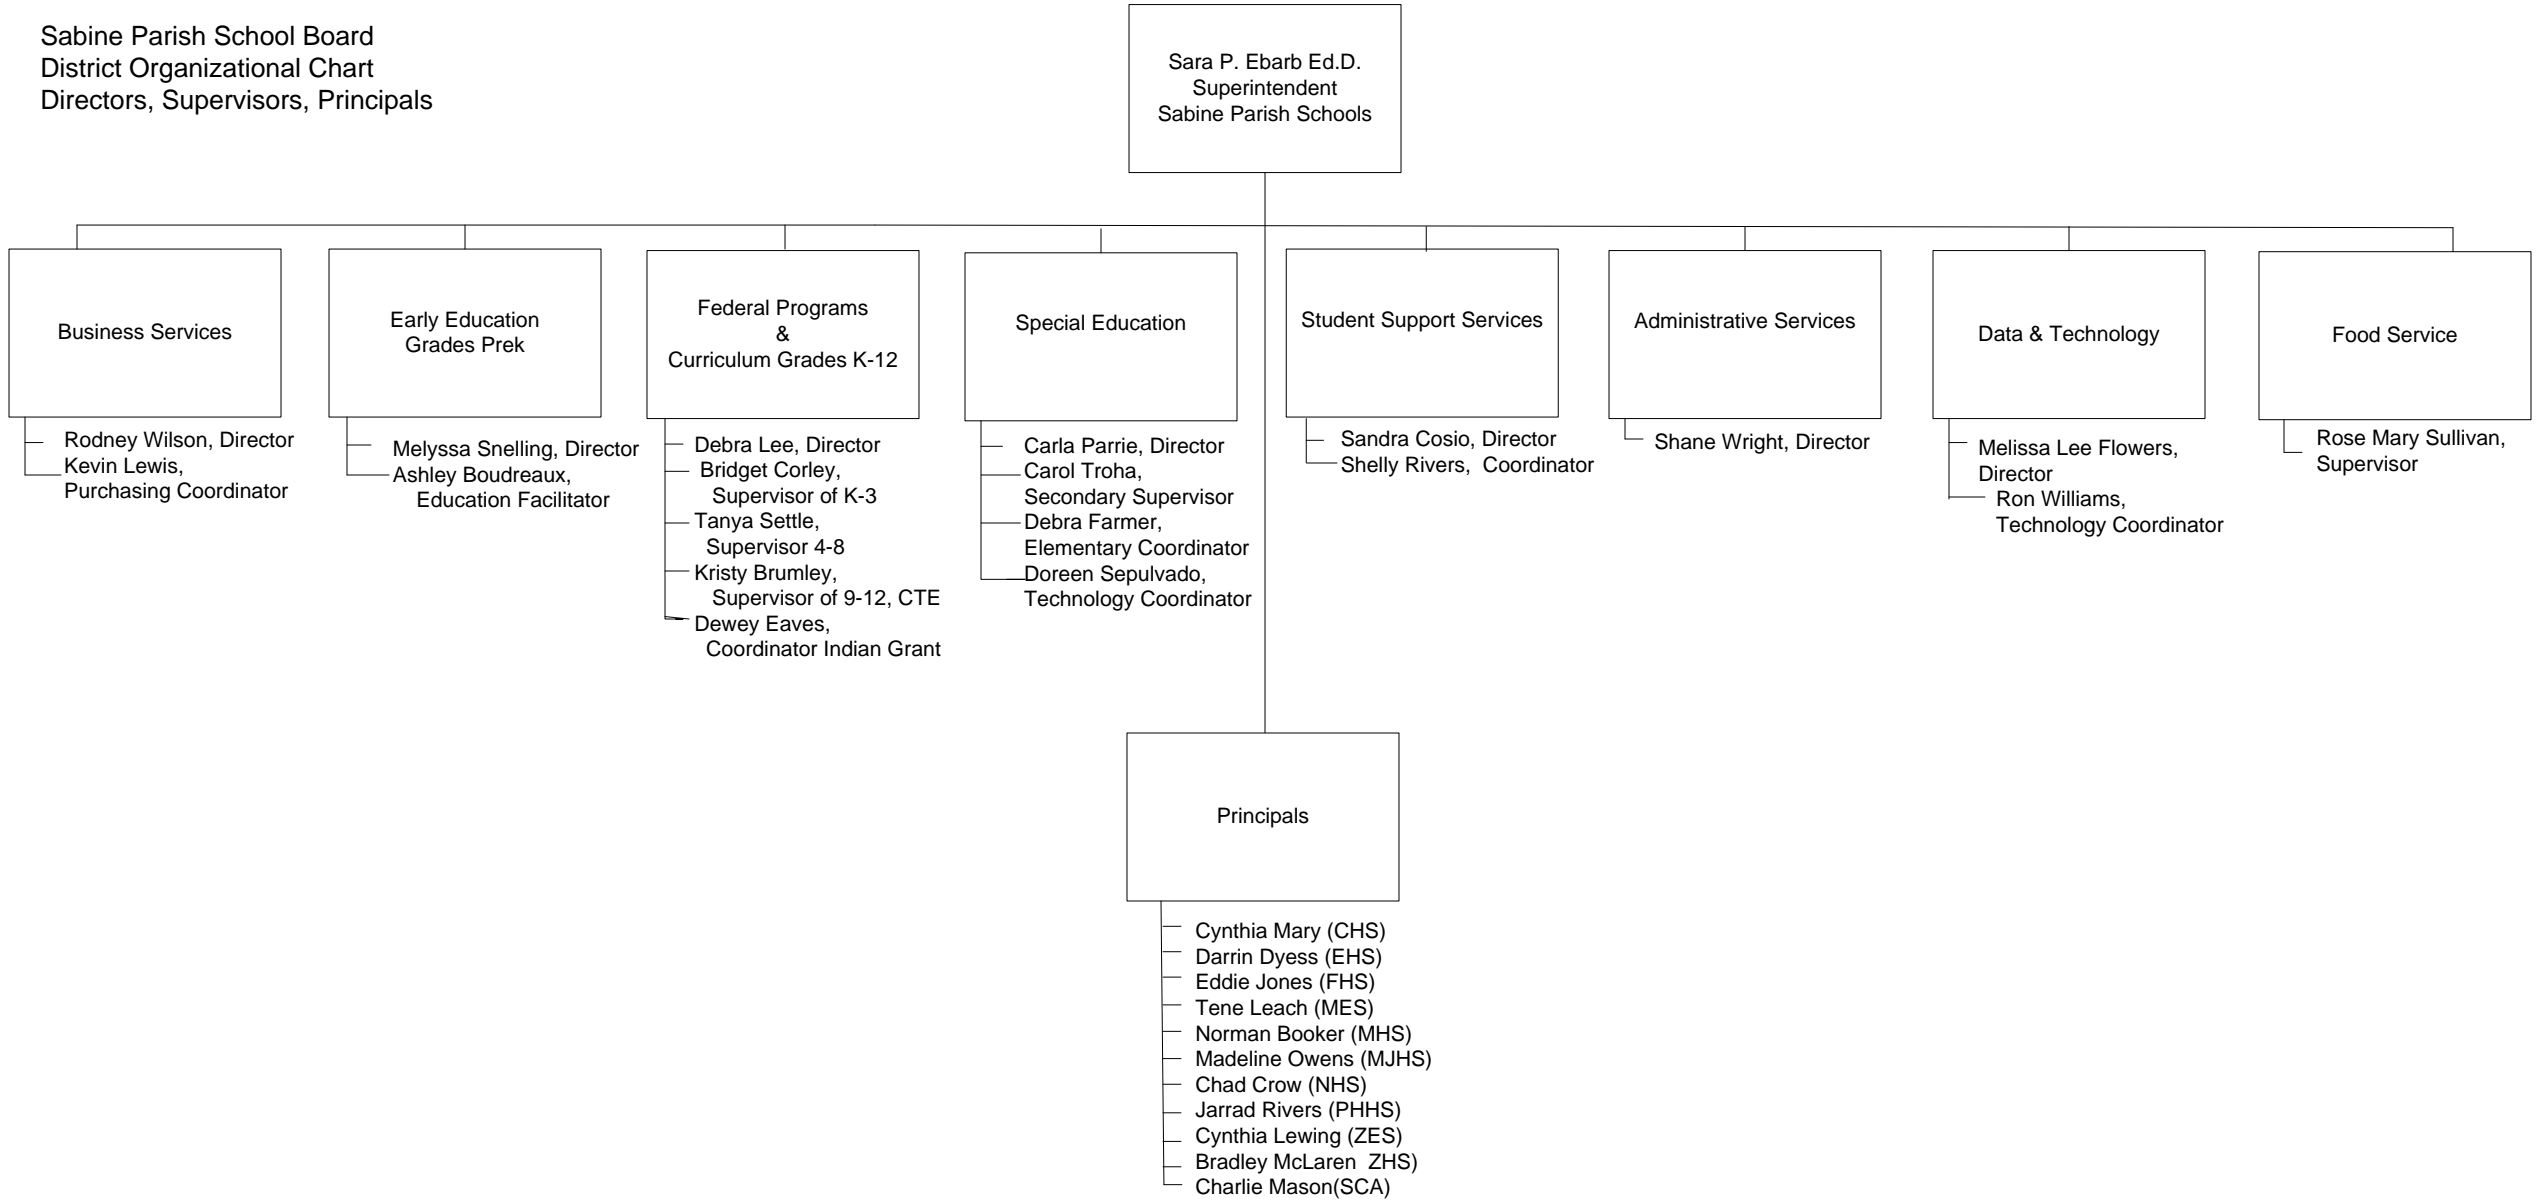 Sabine Parish School Board
District Organizational Chart
Directors, Supervisors, Principals
Sara P. Ebarb Ed.D.
Superintendent
Sabine Parish Schools
Business Services
Rodney Wilson, Director
Kevin Lewis,
Purchasing Coordinator
Early Education
Grades Prek
Melyssa Snelling, Director
Ashley Boudreaux,
Education Facilitator
Federal Programs
&
Curriculum Grades K-12
Debra Lee, Director
Bridget Corley,
Supervisor of K-3
Tanya Settle,
Supervisor 4-8
Kristy Brumley,
Supervisor of 9-12, CTE
Dewey Eaves,
Coordinator Indian Grant
Special Education
Carla Parrie, Director
Carol Troha,
Secondary Supervisor
Debra Farmer,
Elementary Coordinator
Doreen Sepulvado,
Technology Coordinator
Student Support Services
Sandra Cosio, Director
Shelly Rivers,  Coordinator
Administrative Services
Shane Wright, Director
Data & Technology
Melissa Lee Flowers,
Director
Ron Williams,
Technology Coordinator
Food Service
Rose Mary Sullivan,
Supervisor
Principals
Cynthia Mary (CHS)
Darrin Dyess (EHS)
Eddie Jones (FHS)
Tene Leach (MES)
Norman Booker (MHS)
Madeline Owens (MJHS)
Chad Crow (NHS)
Jarrad Rivers (PHHS)
Cynthia Lewing (ZES)
Bradley McLaren  ZHS)
Charlie Mason(SCA)